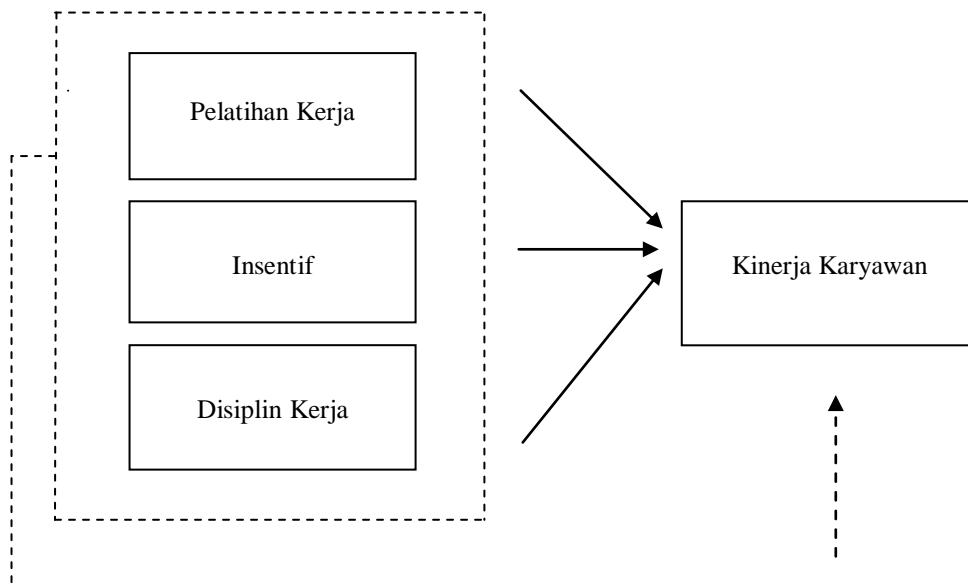 Pelatihan Kerja
Insentif
Kinerja Karyawan
Disiplin Kerja